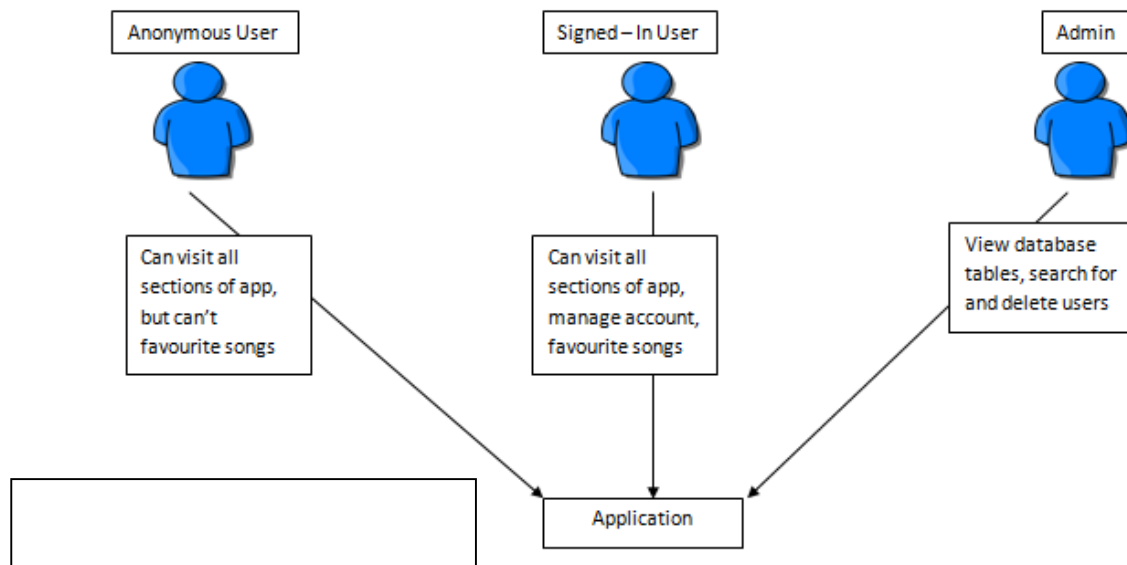 Anonymous User
Signed – In User
Admin
Can visit all
sections of app,
but can't
favourite songs
Can visit all
sections of app,
manage account,
favourite songs
View database
tables, search for
and delete users
Application